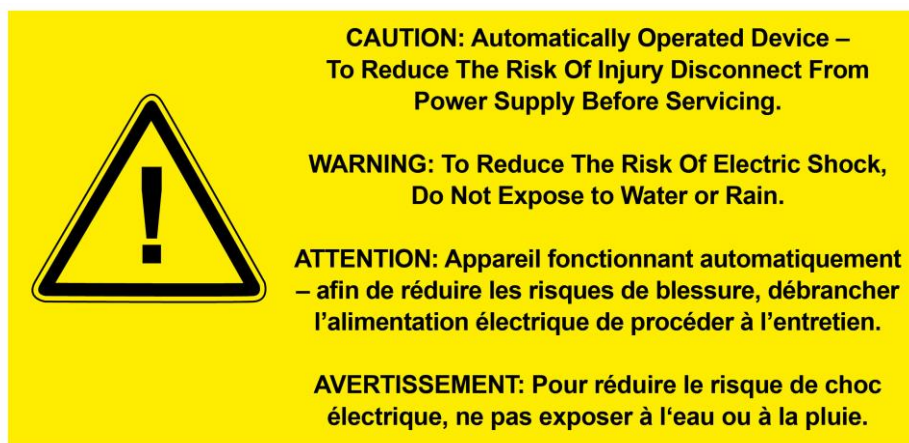 CAUTION: Automatically Operated Device –
To Reduce The Risk Of Injury Disconnect From
Power Supply Before Servicing.
WARNING: To Reduce The Risk Of Electric Shock,
Do Not Expose to Water or Rain.
ATTENTION: Appareil fonctionnant automatiquement
– afin de réduire les risques de blessure, débrancher
l’alimentation électrique de procéder à l’entretien.
AVERTISSEMENT: Pour réduire le risque de choc
électrique, ne pas exposer à l‘eau ou à la pluie.